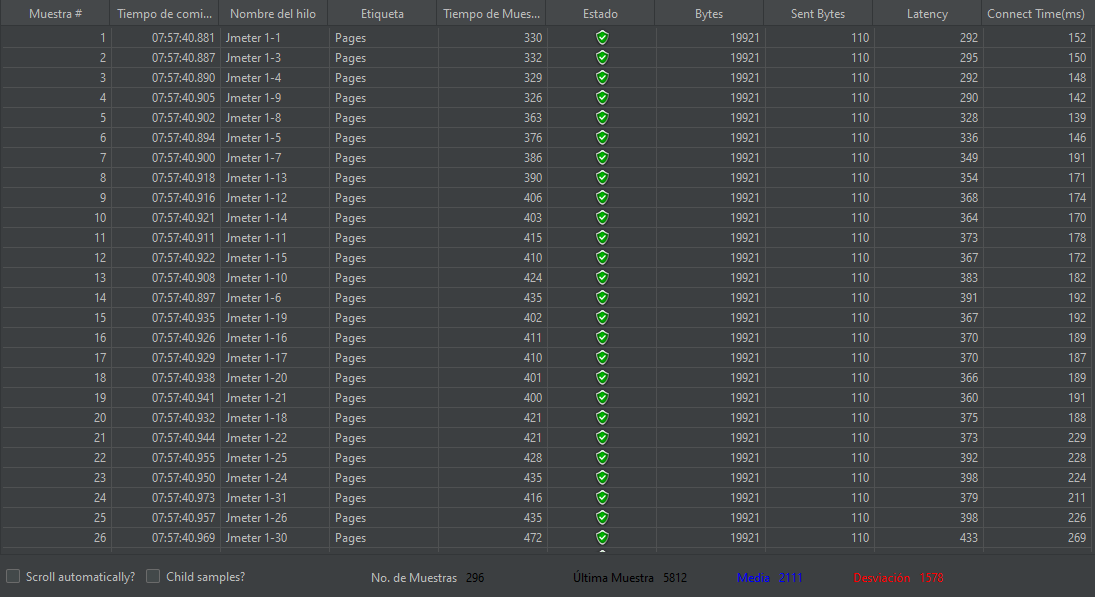 Muestra # Tiempo de comi... Nombre del hilo Etiqueta Tiempo de Mues... Estado Bytes Sent Bytes Latency Connect Time(ms)
1 07:57:40.881 Jmeter 1-1 Pages 330 19921 110 292 152
2 07:57:40.887 Jmeter 1-3 Pages 332 19921 110 295 150
3 07:57:40.890 Jmeter 1-4 Pages 329 19921 110 292 148
4 07:57:40.905 Jmeter 1-9 Pages 326 19921 110 290 142
5 07:57:40.902 Jmeter 1-8 Pages 363 19921 110 328 139
6 07:57:40.894 Jmeter 1-5 Pages 376 19921 110 336 146
7 07:57:40.900 Jmeter 1-7 Pages 386 19921 110 349 191
8 07:57:40.918 Jmeter 1-13 Pages 390 19921 110 354 171
9 07:57:40.916 Jmeter 1-12 Pages 406 19921 110 368 174
10 07:57:40.921 Jmeter 1-14 Pages 403 19921 110 364 170
11 07:57:40.911 Jmeter 1-11 Pages 415 19921 110 373 178
12 07:57:40.922 Jmeter 1-15 Pages 410 19921 110 367 172
13 07:57:40.908 Jmeter 1-10 Pages 424 19921 110 383 182
14 07:57:40.897 Jmeter 1-6 Pages 435 19921 110 391 192
15 07:57:40.935 Jmeter 1-19 Pages 402 19921 110 367 192
16 07:57:40.926 Jmeter 1-16 Pages 411 19921 110 370 189
17 07:57:40.929 Jmeter 1-17 Pages 410 19921 110 370 187
18 07:57:40.938 Jmeter 1-20 Pages 401 19921 110 366 189
19 07:57:40.941 Jmeter 1-21 Pages 400 19921 110 360 191
20 07:57:40.932 Jmeter 1-18 Pages 421 19921 110 375 188
21 07:57:40.944 Jmeter 1-22 Pages 421 19921 110 373 229
22 07:57:40.955 Jmeter 1-25 Pages 428 19921 110 392 228
23 07:57:40.950 Jmeter 1-24 Pages 435 19921 110 398 224
24 07:57:40.973 Jmeter 1-31 Pages 416 19921 110 379 211
25 07:57:40.957 Jmeter 1-26 Pages 435 19921 110 398 226
26 07:57:40.969 Jmeter 1-30 Pages 472 19921 110 433 269
Scroll automatically? Child samples? No. de Muestras 296 Última Muestra 5812 Media 2111 Desviación 1578